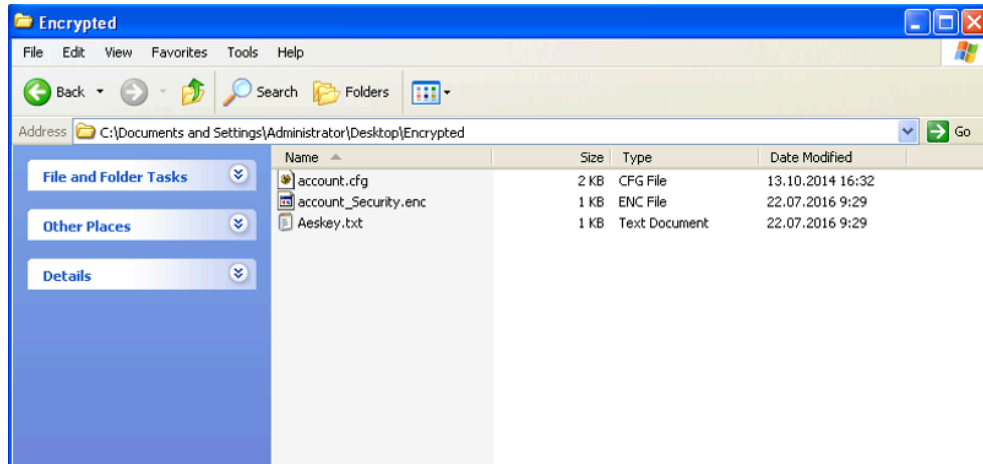 Encrypted
File Edit View Favorites Tools Help
Back Search Folders
Address C:\Documents and Settings\Administrator\Desktop\Encrypted Go
File and Folder Tasks
Other Places
Details
Name Size Type Date Modified
account.cfg 2 KB CFG File 13.10.2014 16:32
account_Security.enc 1 KB ENC File 22.07.2016 9:29
Aeskey.txt 1 KB Text Document 22.07.2016 9:29